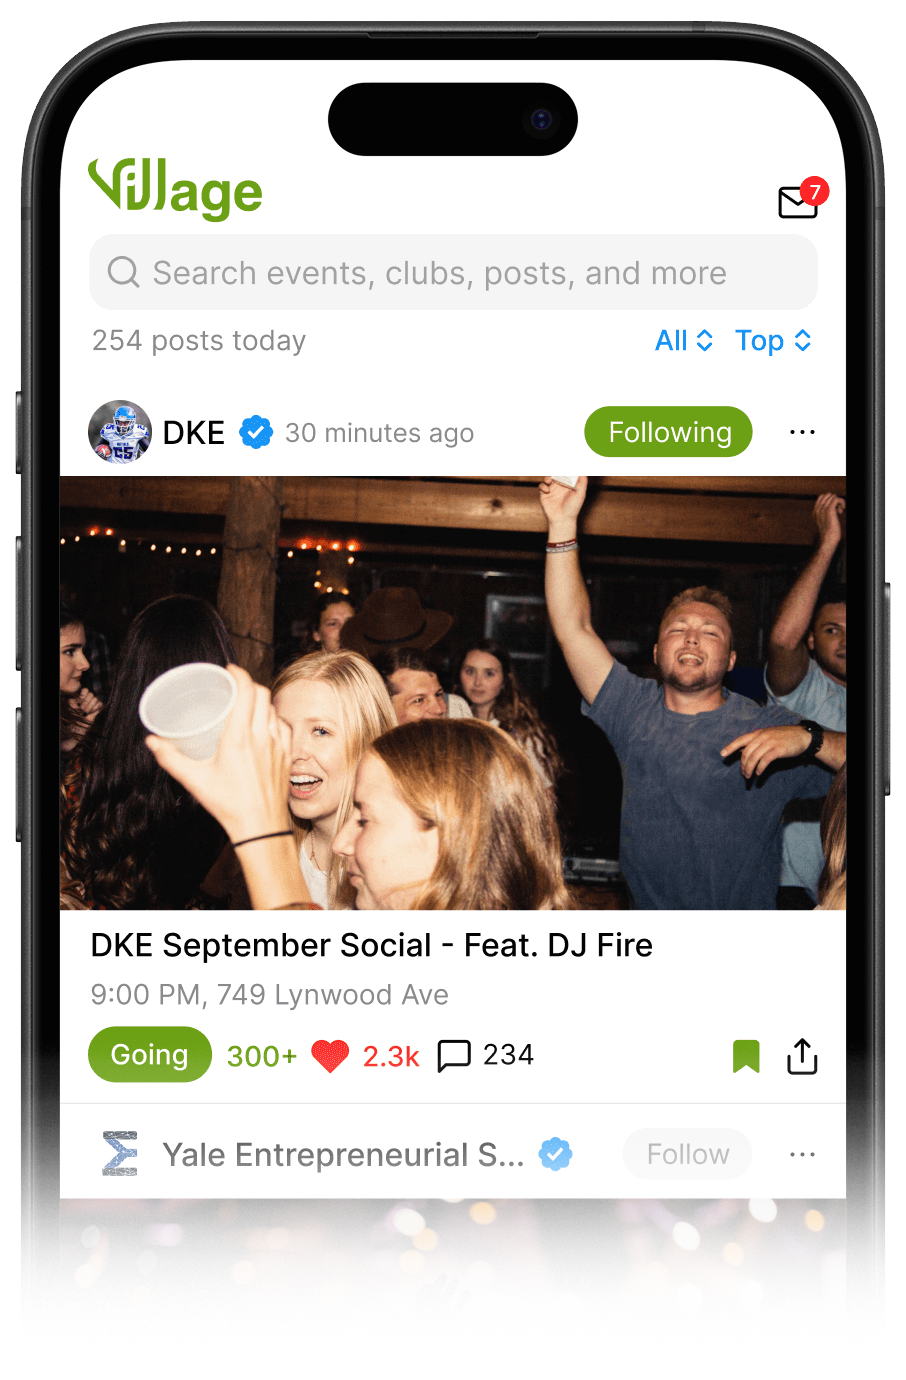 Village
7
Search events, clubs, posts, and more
254 posts today
All Top
DKE 30 minutes ago Following
DKE September Social - Feat. DJ Fire
9:00 PM, 749 Lynwood Ave
Going 300+ 2.3k 234
Yale Entrepreneurial S... Follow